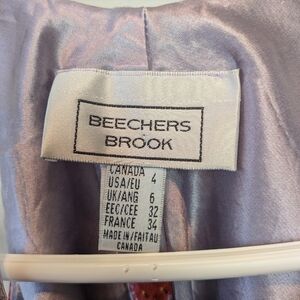 BEECHERS
BROOK
CANADA
USA/EU 4
UK/ANG 6
EEC/CEE 32
FRANCE 34
MADE IN/FAIT AU
CANADA